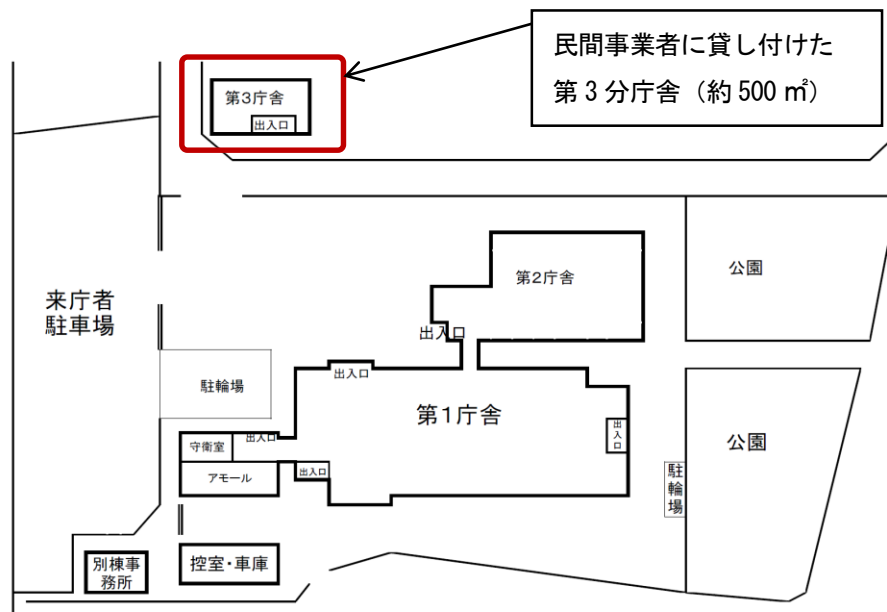 民間事業者に貸し付けた
第3分庁舎（約500㎡）
第3庁舎
出入口
第2庁舎
公園
来庁者
駐車場
出入口
出入口
駐輪場
第1庁舎
出入口
守衛室
出入口
公園
アモール
出入口
駐輪場
別棟事
務所
控室・車庫